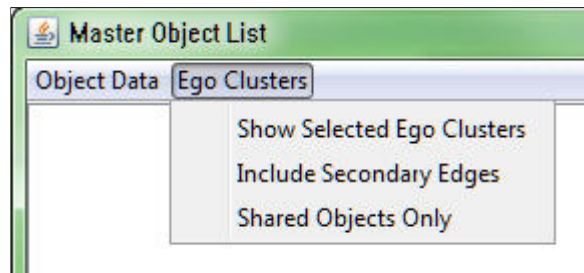 Master Object List
Object Data Ego Clusters
Show Selected Ego Clusters
Include Secondary Edges
Shared Objects Only